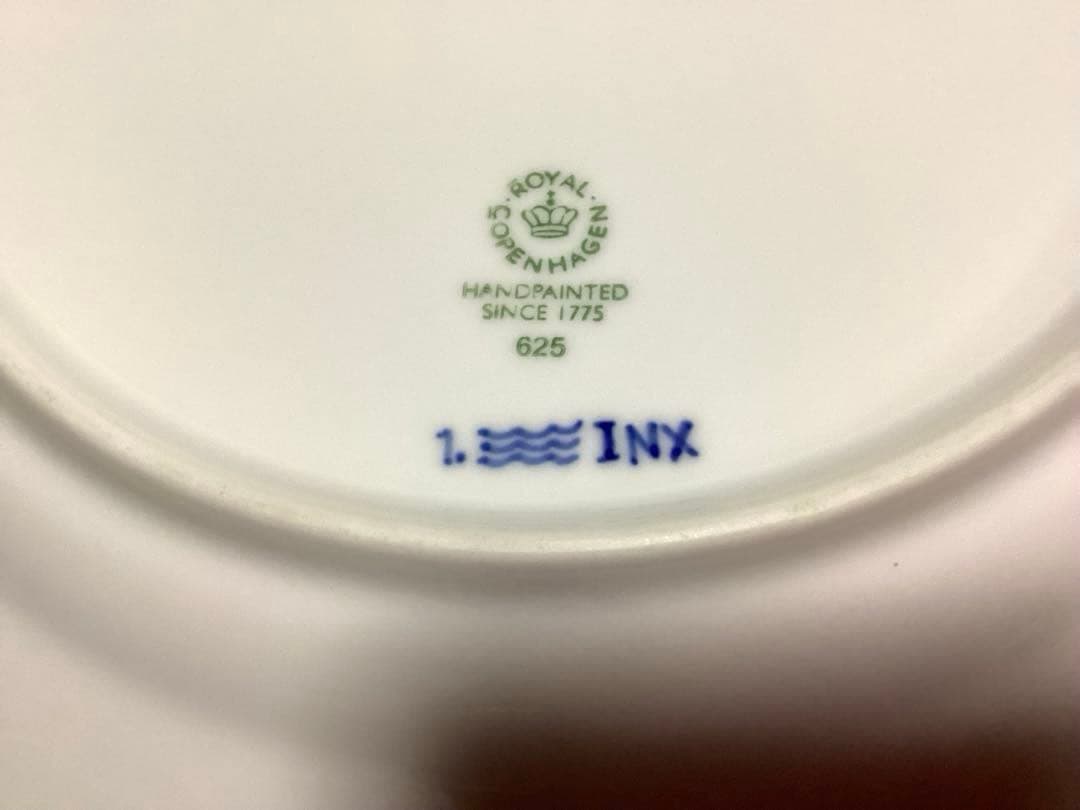 ROYAL
COPENHAGEN
HANDPAINTED
SINCE 1775
625
1. INX